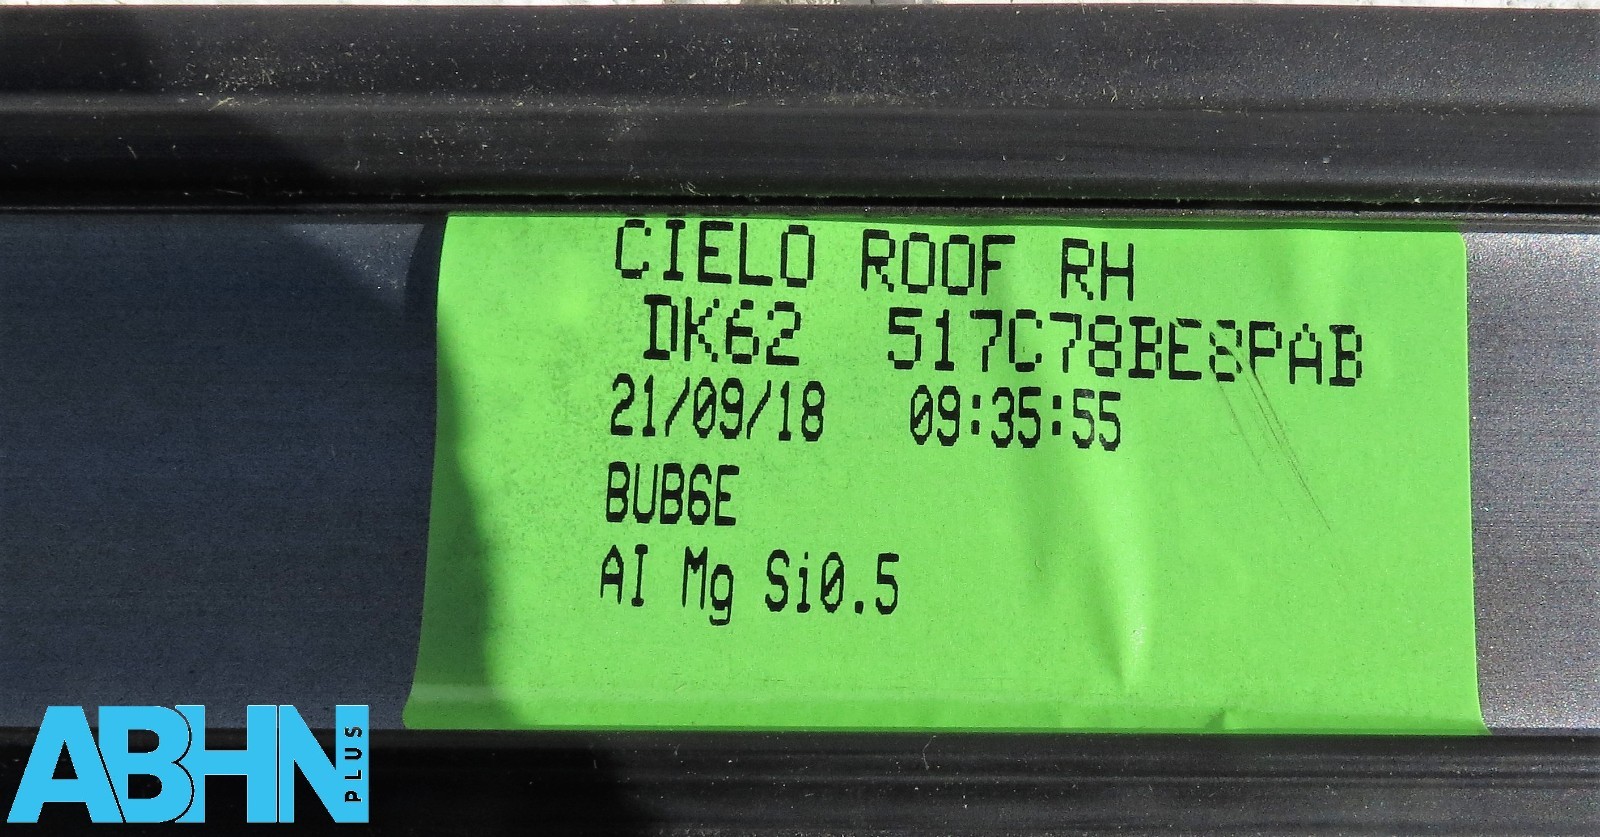 CIELO ROOF RH
DK62 517C78BE8PAB
21/09/18 09:35:55
BUB6E
AI Mg Si0.5
ABHN PLUS